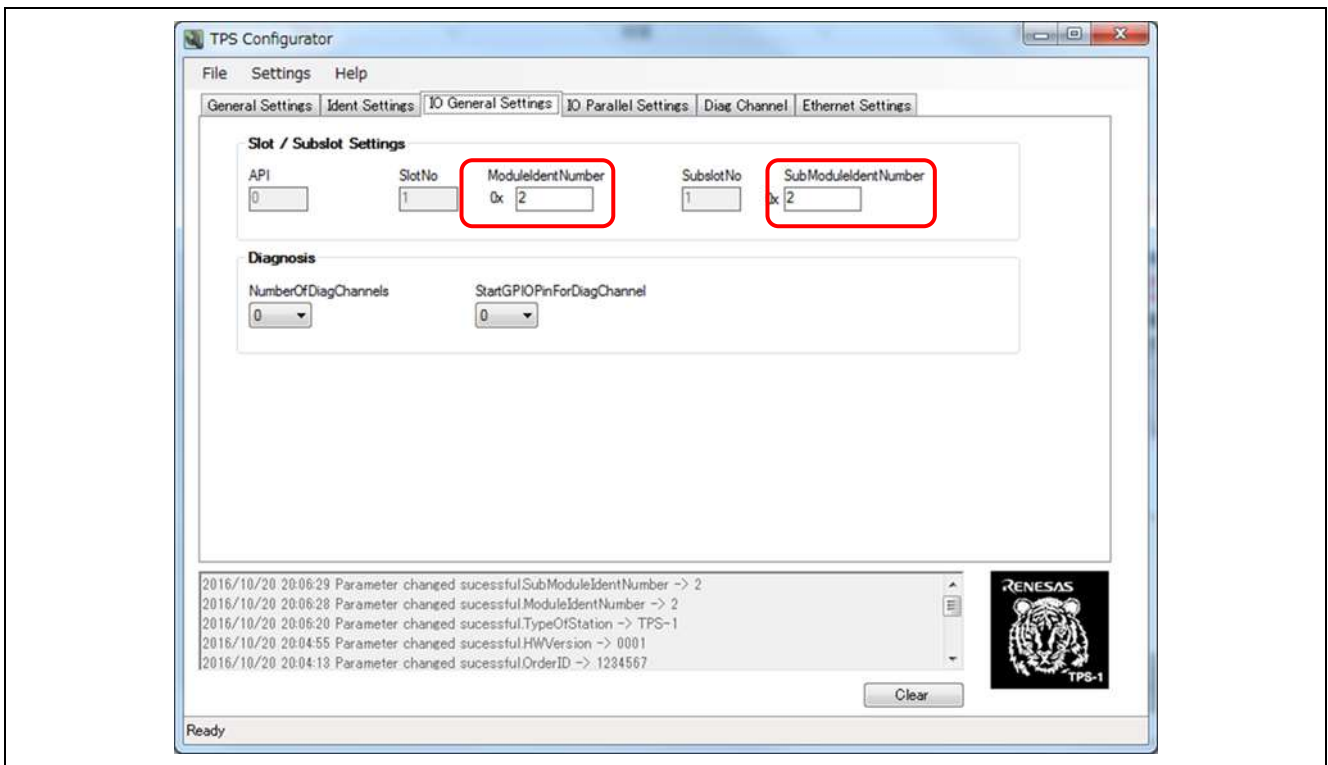 TPS Configurator
File Settings Help
General Settings Ident Settings IO General Settings IO Parallel Settings Diag Channel Ethernet Settings
Slot / Subslot Settings
API SlotNo ModuleIdentNumber SubslotNo SubModuleIdentNumber
0 1 0x 2 1 0x 2
Diagnosis
NumberOfDiagChannels StartGPIOPinForDiagChannel
0 0
2016/10/20 20:06:29 Parameter changed sucessful.SubModuleIdentNumber -> 2
2016/10/20 20:06:28 Parameter changed sucessful.ModuleIdentNumber -> 2
2016/10/20 20:06:20 Parameter changed sucessful.TypeOfStation -> TPS-1
2016/10/20 20:04:55 Parameter changed sucessful.HWVersion -> 0001
2016/10/20 20:04:13 Parameter changed sucessful.OrderID -> 1234567
RENESAS
TPS-1
Clear
Ready